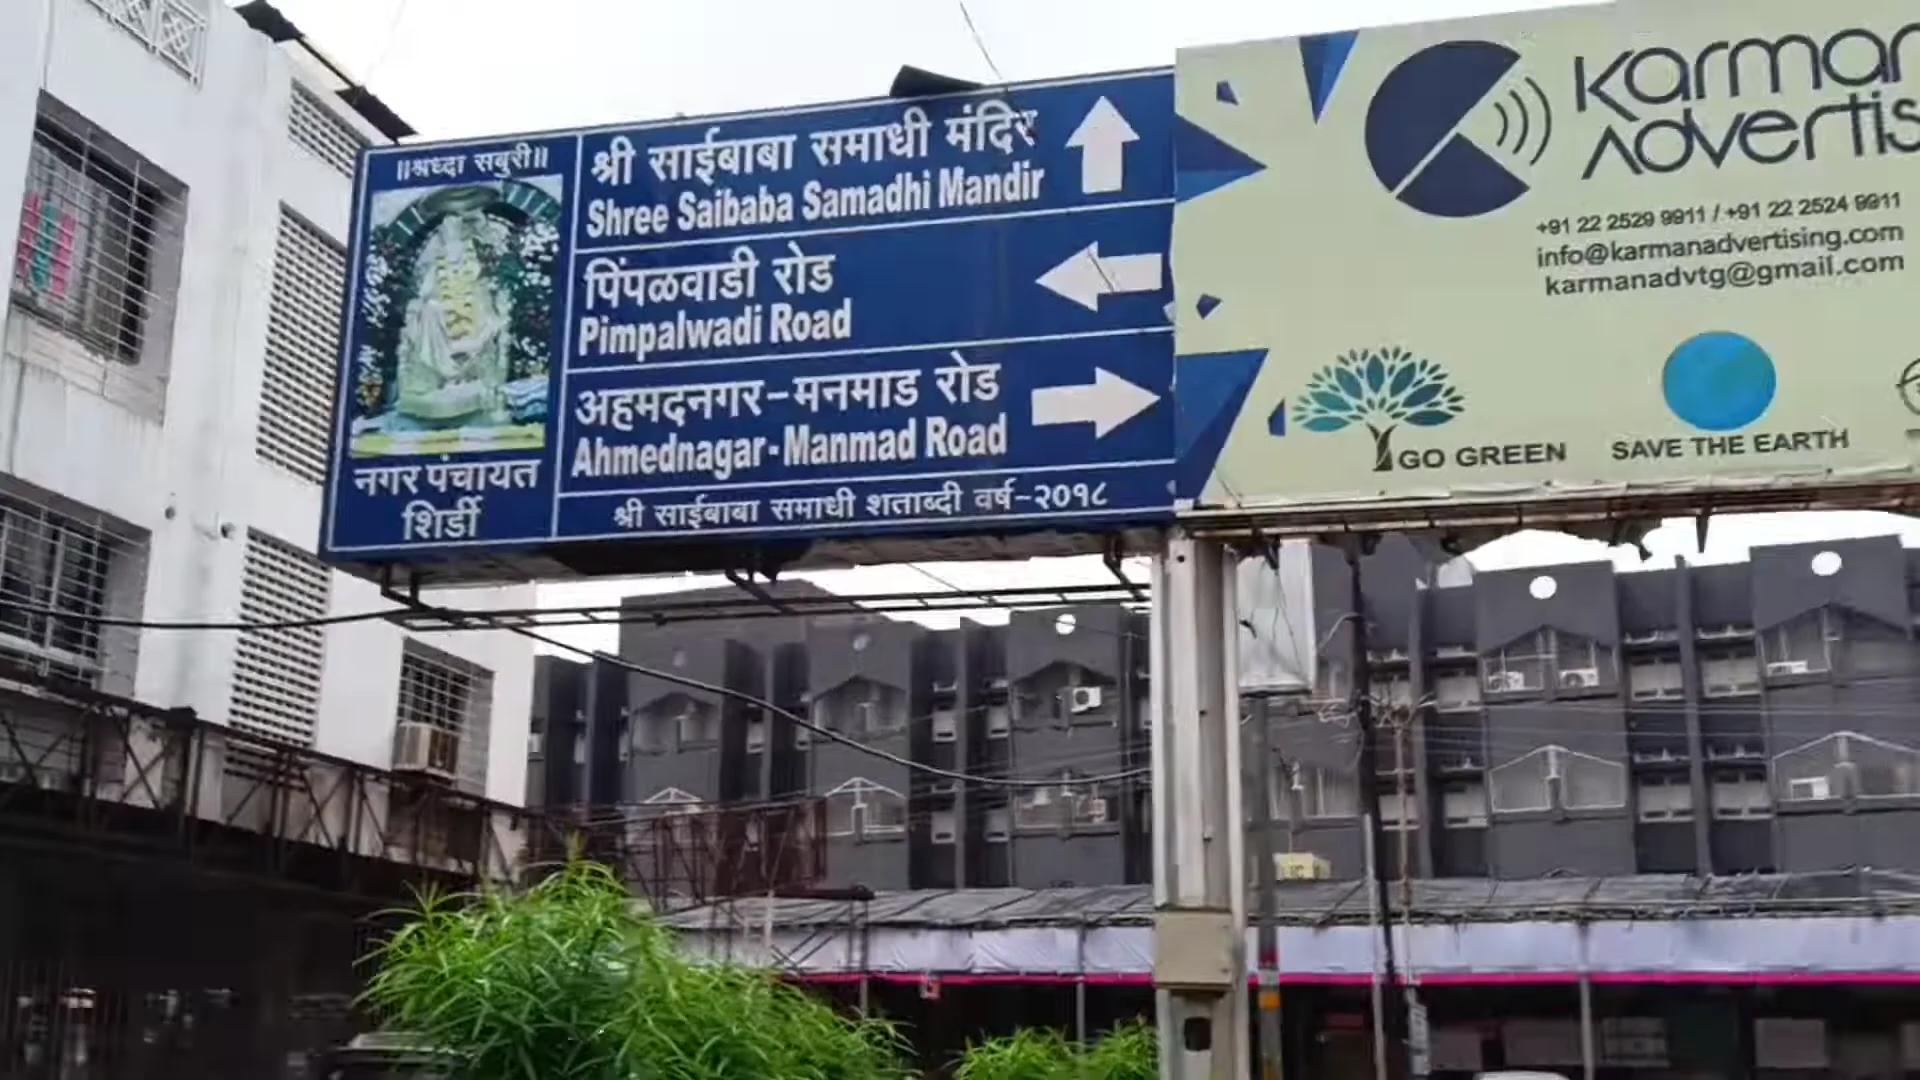 ॥श्रध्दा सबुरी॥
नगर पंचायत
शिर्डी
श्री साईबाबा समाधी मंदिर
Shree Saibaba Samadhi Mandir
पिंपळवाडी रोड
Pimpalwadi Road
अहमदनगर-मनमाड रोड
Ahmednagar-Manmad Road
श्री साईबाबा समाधी शताब्दी वर्ष-२०१८
Karman
Advertis
+91 22 2529 9911 / +91 22 2524 9911
info@karmanadvertising.com
karmanadvtg@gmail.com
GO GREEN
SAVE THE EARTH